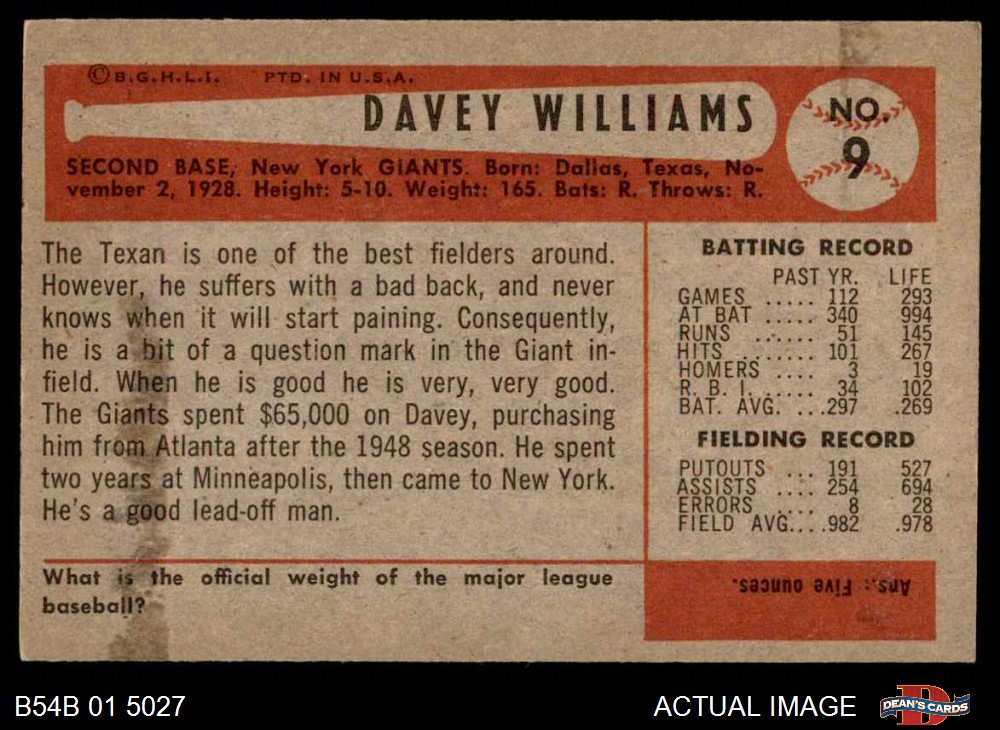 ©B.G.H.L.I. PTD. IN U.S.A.
DAVEY WILLIAMS
NO.
9
SECOND BASE, New York GIANTS. Born: Dallas, Texas, No-
vember 2, 1928. Height: 5-10. Weight: 165. Bats: R. Throws: R.
The Texan is one of the best fielders around.
However, he suffers with a bad back, and never
knows when it will start paining. Consequently,
he is a bit of a question mark in the Giant in-
field. When he is good he is very, very good.
The Giants spent $65,000 on Davey, purchasing
him from Atlanta after the 1948 season. He spent
two years at Minneapolis, then came to New York.
He's a good lead-off man.
What is the official weight of the major league
baseball?
BATTING RECORD
PAST YR. LIFE
GAMES ..... 112 293
AT BAT ..... 340 994
RUNS ...... 51 145
HITS ....... 101 267
HOMERS .... 3 19
R. B. I. ..... 34 102
BAT. AVG. ....297 .269
FIELDING RECORD
PUTOUTS ... 191 527
ASSISTS .... 254 694
ERRORS .... 8 28
FIELD AVG....982 .978
Ans.: Five ounces.
B54B 01 5027
ACTUAL IMAGE
D
DEAN'S CARDS